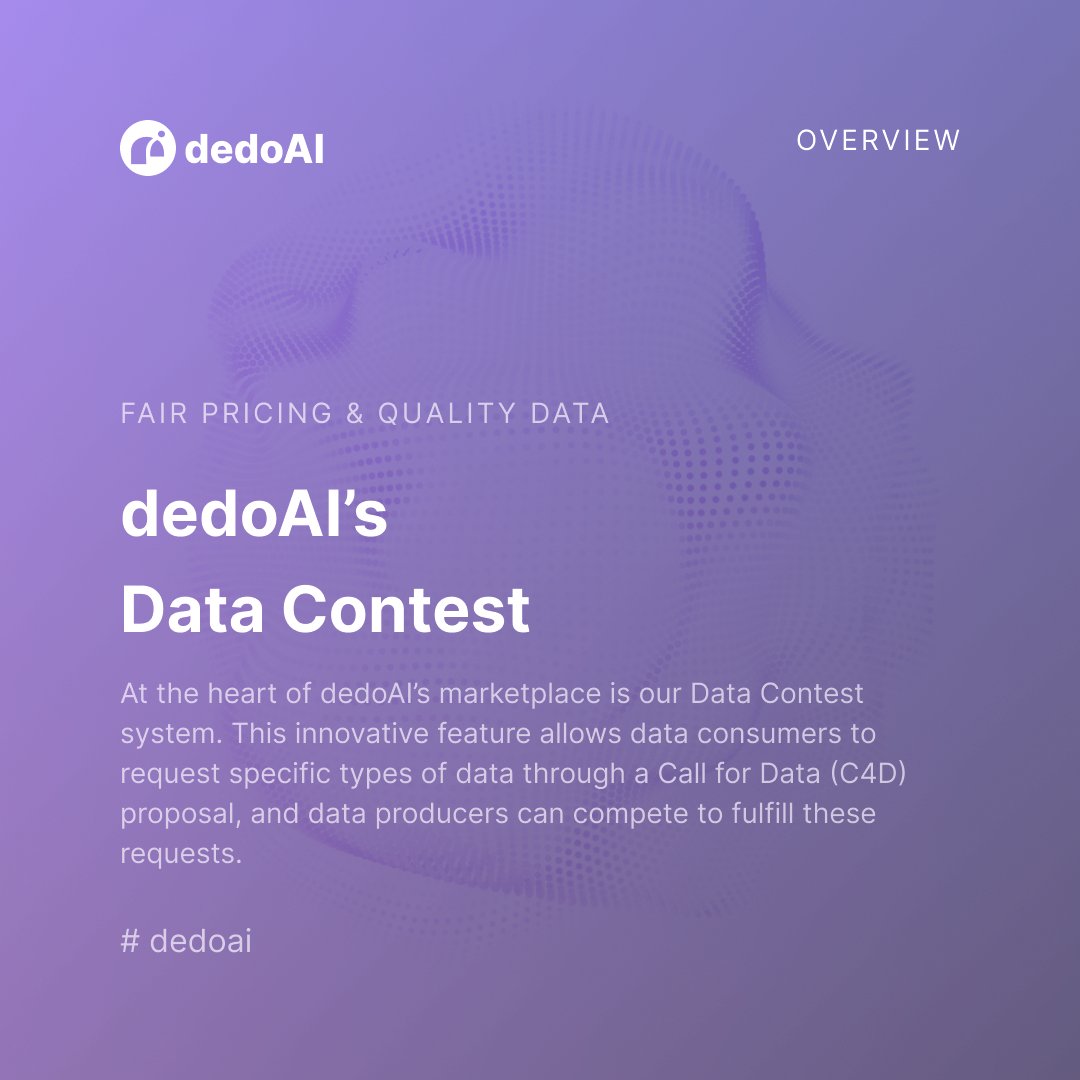 dedoAI
OVERVIEW
FAIR PRICING & QUALITY DATA
dedoAI’s
Data Contest
At the heart of dedoAI’s marketplace is our Data Contest
system. This innovative feature allows data consumers to
request specific types of data through a Call for Data (C4D)
proposal, and data producers can compete to fulfill these
requests.
# dedoai